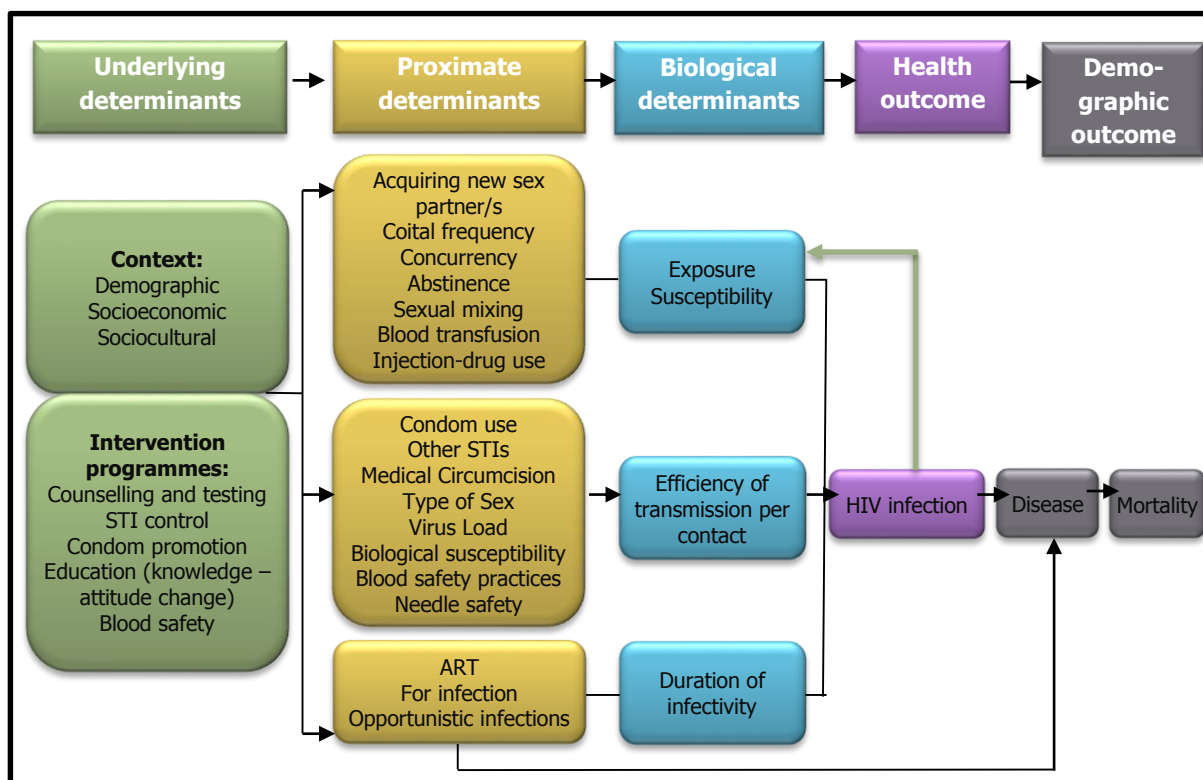 Underlying
determinants
Proximate
determinants
Biological
determinants
Health
outcome
Demo-
graphic
outcome
Context:
Demographic
Socioeconomic
Sociocultural
Intervention
programmes:
Counselling and testing
STI control
Condom promotion
Education (knowledge –
attitude change)
Blood safety
Acquiring new sex
partner/s
Coital frequency
Concurrency
Abstinence
Sexual mixing
Blood transfusion
Injection-drug use
Condom use
Other STIs
Medical Circumcision
Type of Sex
Virus Load
Biological susceptibility
Blood safety practices
Needle safety
ART
For infection
Opportunistic infections
Exposure
Susceptibility
Efficiency of
transmission per
contact
Duration of
infectivity
HIV infection
Disease
Mortality